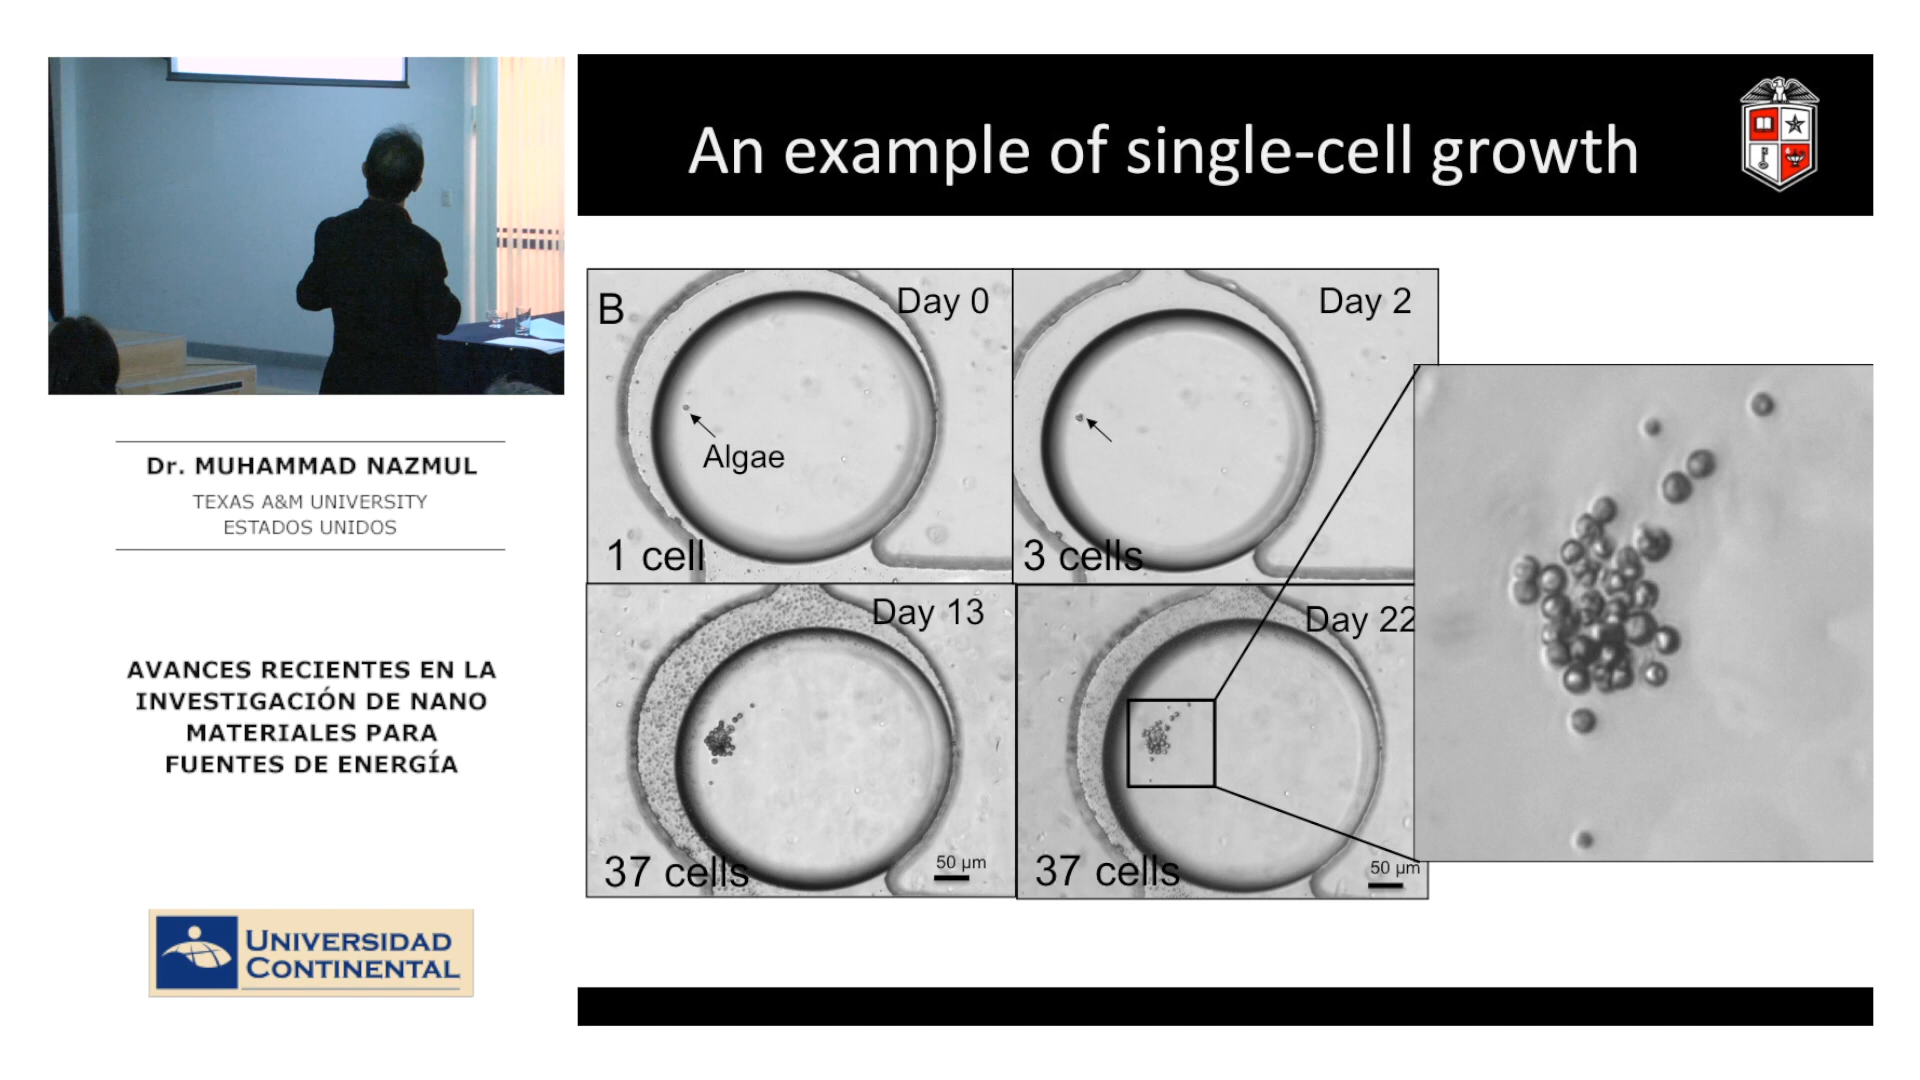 An example of single-cell growth
B
Day 0
Algae
1 cell
Day 2
3 cells
Day 13
37 cells
50 µm
Day 22
37 cells
50 µm
Dr. MUHAMMAD NAZMUL
TEXAS A&M UNIVERSITY
ESTADOS UNIDOS
AVANCES RECIENTES EN LA
INVESTIGACIÓN DE NANO
MATERIALES PARA
FUENTES DE ENERGÍA
UNIVERSIDAD
CONTINENTAL